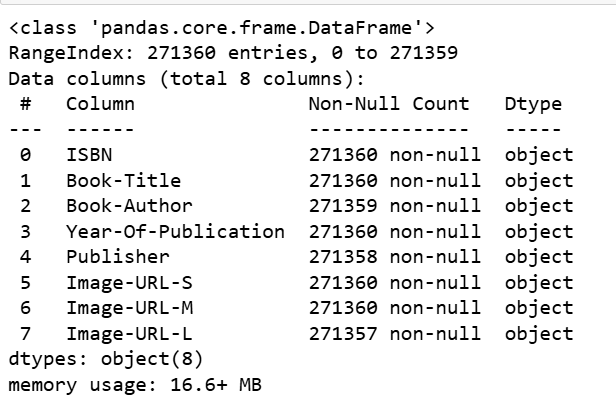 <class 'pandas.core.frame.DataFrame'>
RangeIndex: 271360 entries, 0 to 271359
Data columns (total 8 columns):
 #   Column               Non-Null Count   Dtype
---  ------               --------------   -----
 0   ISBN                 271360 non-null  object
 1   Book-Title           271360 non-null  object
 2   Book-Author          271359 non-null  object
 3   Year-Of-Publication  271360 non-null  object
 4   Publisher            271358 non-null  object
 5   Image-URL-S          271360 non-null  object
 6   Image-URL-M          271360 non-null  object
 7   Image-URL-L          271357 non-null  object
dtypes: object(8)
memory usage: 16.6+ MB